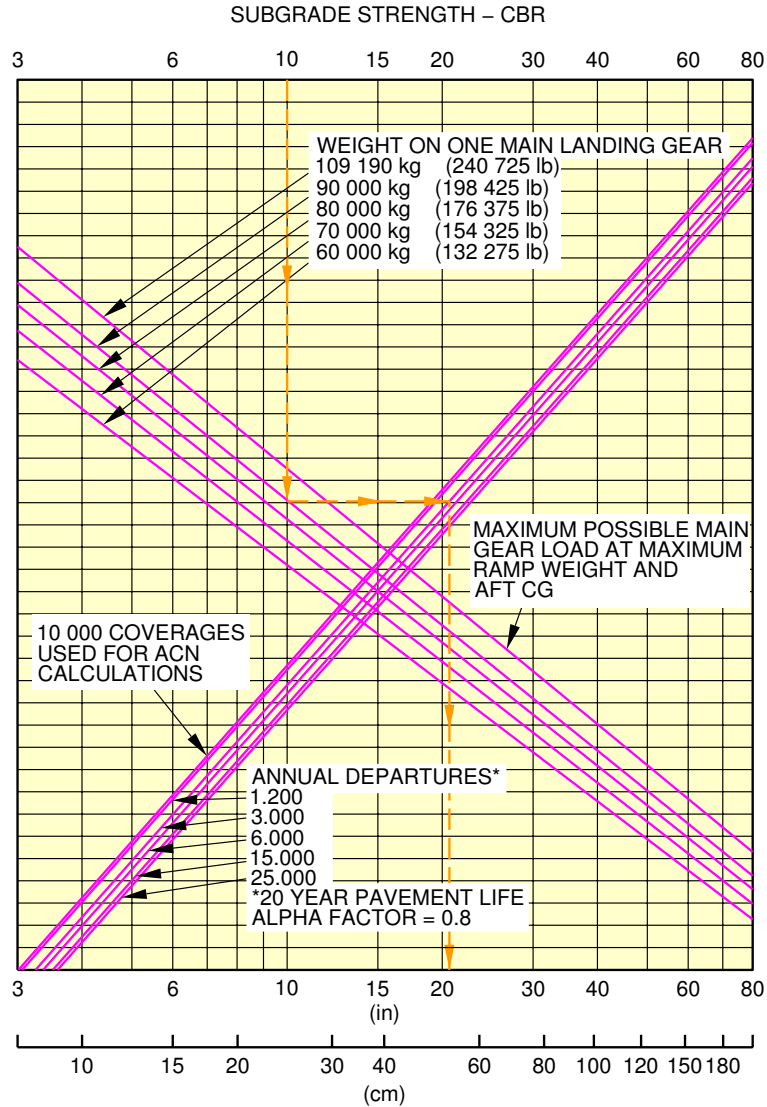 SUBGRADE STRENGTH – CBR
3 6 10 15 20 30 40 60 80
WEIGHT ON ONE MAIN LANDING GEAR
109 190 kg (240 725 lb)
90 000 kg (198 425 lb)
80 000 kg (176 375 lb)
70 000 kg (154 325 lb)
60 000 kg (132 275 lb)
MAXIMUM POSSIBLE MAIN
GEAR LOAD AT MAXIMUM
RAMP WEIGHT AND
AFT CG
10 000 COVERAGES
USED FOR ACN
CALCULATIONS
ANNUAL DEPARTURES*
1.200
3.000
6.000
15.000
25.000
*20 YEAR PAVEMENT LIFE
ALPHA FACTOR = 0.8
3 6 10 15 20 30 40 60 80
(in)
10 15 20 30 40 60 80 100 120 150 180
(cm)